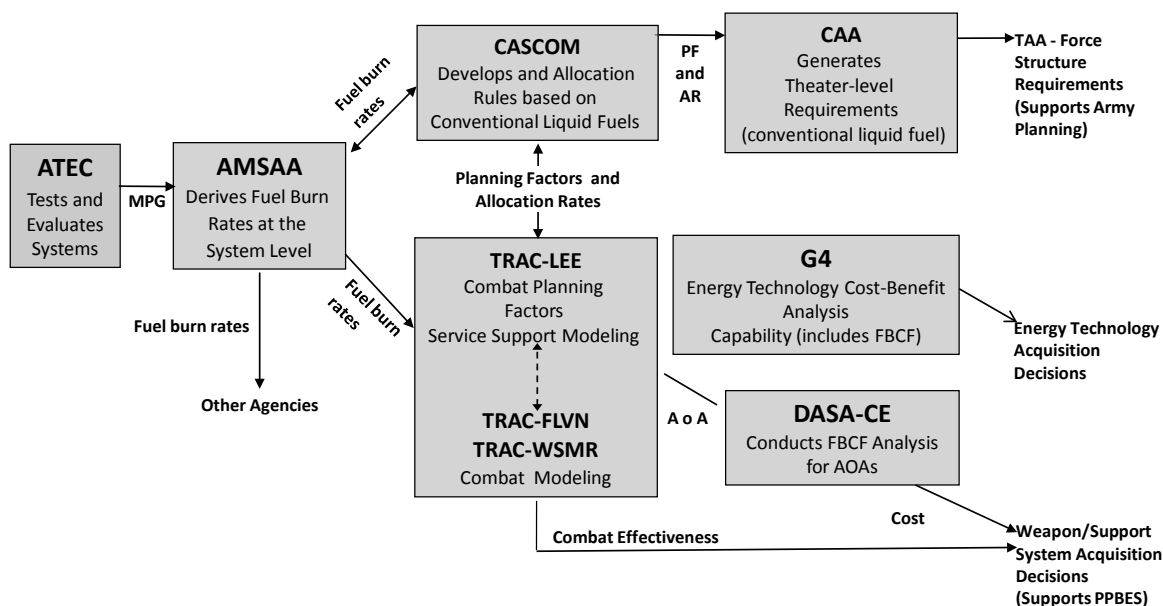 ATEC
Tests and
Evaluates
Systems
MPG
AMSAA
Derives Fuel Burn
Rates at the
System Level
Fuel burn rates
Other Agencies
Fuel burn
rates
Fuel burn
rates
CASCOM
Develops and Allocation
Rules based on
Conventional Liquid Fuels
PF
and
AR
CAA
Generates
Theater-level
Requirements
(conventional liquid fuel)
TAA - Force
Structure
Requirements
(Supports Army
Planning)
Planning Factors and
Allocation Rates
TRAC-LEE
Combat Planning
Factors
Service Support Modeling
TRAC-FLVN
TRAC-WSMR
Combat Modeling
G4
Energy Technology Cost-Benefit
Analysis
Capability (includes FBCF)
Energy Technology
Acquisition
Decisions
A o A
DASA-CE
Conducts FBCF Analysis
for AOAs
Cost
Combat Effectiveness
Weapon/Support
System Acquisition
Decisions
(Supports PPBES)